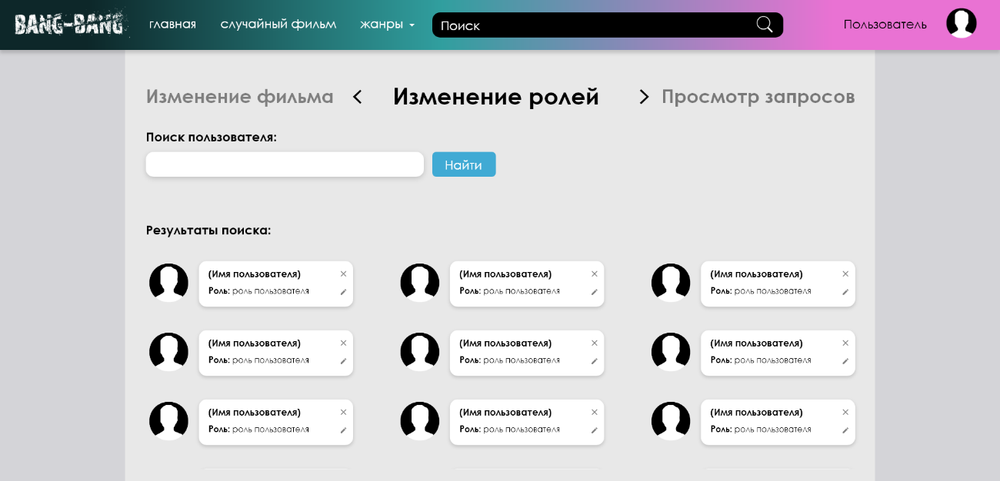 BANG-BANG главная случайный фильм жанры Поиск Пользователь
Изменение фильма Изменение ролей Просмотр запросов
Поиск пользователя:
Найти
Результаты поиска:
(Имя пользователя) (Имя пользователя) (Имя пользователя)
Роль: роль пользователя Роль: роль пользователя Роль: роль пользователя
(Имя пользователя) (Имя пользователя) (Имя пользователя)
Роль: роль пользователя Роль: роль пользователя Роль: роль пользователя
(Имя пользователя) (Имя пользователя) (Имя пользователя)
Роль: роль пользователя Роль: роль пользователя Роль: роль пользователя